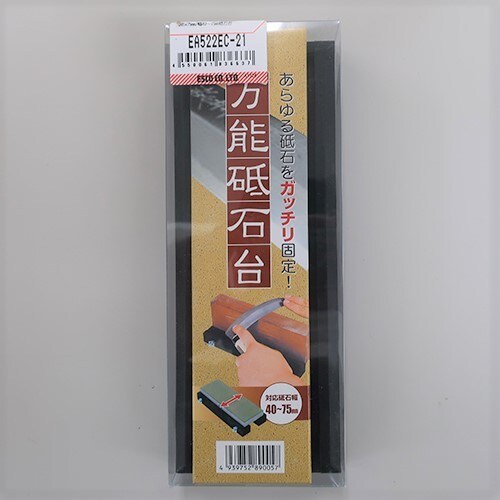 EA522EC-21
ESCO CO.,LTD.
万能砥石台
あらゆる砥石をガッチリ固定!
対応砥石幅
40~75mm
4 939752 890057